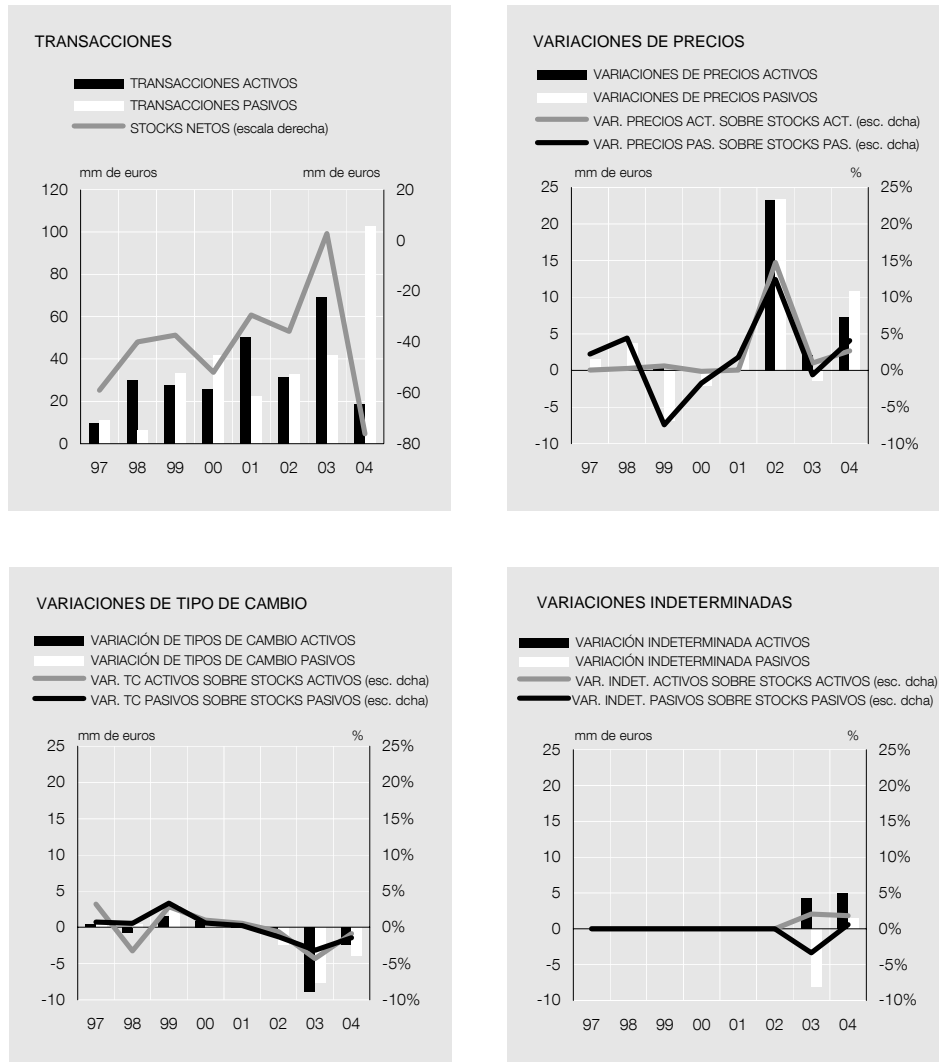 TRANSACCIONES
TRANSACCIONES ACTIVOS
TRANSACCIONES PASIVOS
STOCKS NETOS (escala derecha)
mm de euros mm de euros
120 20
100 0
80 -20
60 -40
40
20 -60
0 -80
97 98 99 00 01 02 03 04
VARIACIONES DE PRECIOS
VARIACIONES DE PRECIOS ACTIVOS
VARIACIONES DE PRECIOS PASIVOS
VAR. PRECIOS ACT. SOBRE STOCKS ACT. (esc. dcha)
VAR. PRECIOS PAS. SOBRE STOCKS PAS. (esc. dcha)
mm de euros %
25 25%
20 20%
15 15%
10 10%
5 5%
0 0%
-5 -5%
-10 -10%
97 98 99 00 01 02 03 04
VARIACIONES DE TIPO DE CAMBIO
VARIACIÓN DE TIPOS DE CAMBIO ACTIVOS
VARIACIÓN DE TIPOS DE CAMBIO PASIVOS
VAR. TC ACTIVOS SOBRE STOCKS ACTIVOS (esc. dcha)
VAR. TC PASIVOS SOBRE STOCKS PASIVOS (esc. dcha)
mm de euros %
25 25%
20 20%
15 15%
10 10%
5 5%
0 0%
-5 -5%
-10 -10%
97 98 99 00 01 02 03 04
VARIACIONES INDETERMINADAS
VARIACIÓN INDETERMINADA ACTIVOS
VARIACIÓN INDETERMINADA PASIVOS
VAR. INDET. ACTIVOS SOBRE STOCKS ACTIVOS (esc. dcha)
VAR. INDET. PASIVOS SOBRE STOCKS PASIVOS (esc. dcha)
mm de euros %
25 25%
20 20%
15 15%
10 10%
5 5%
0 0%
-5 -5%
-10 -10%
97 98 99 00 01 02 03 04